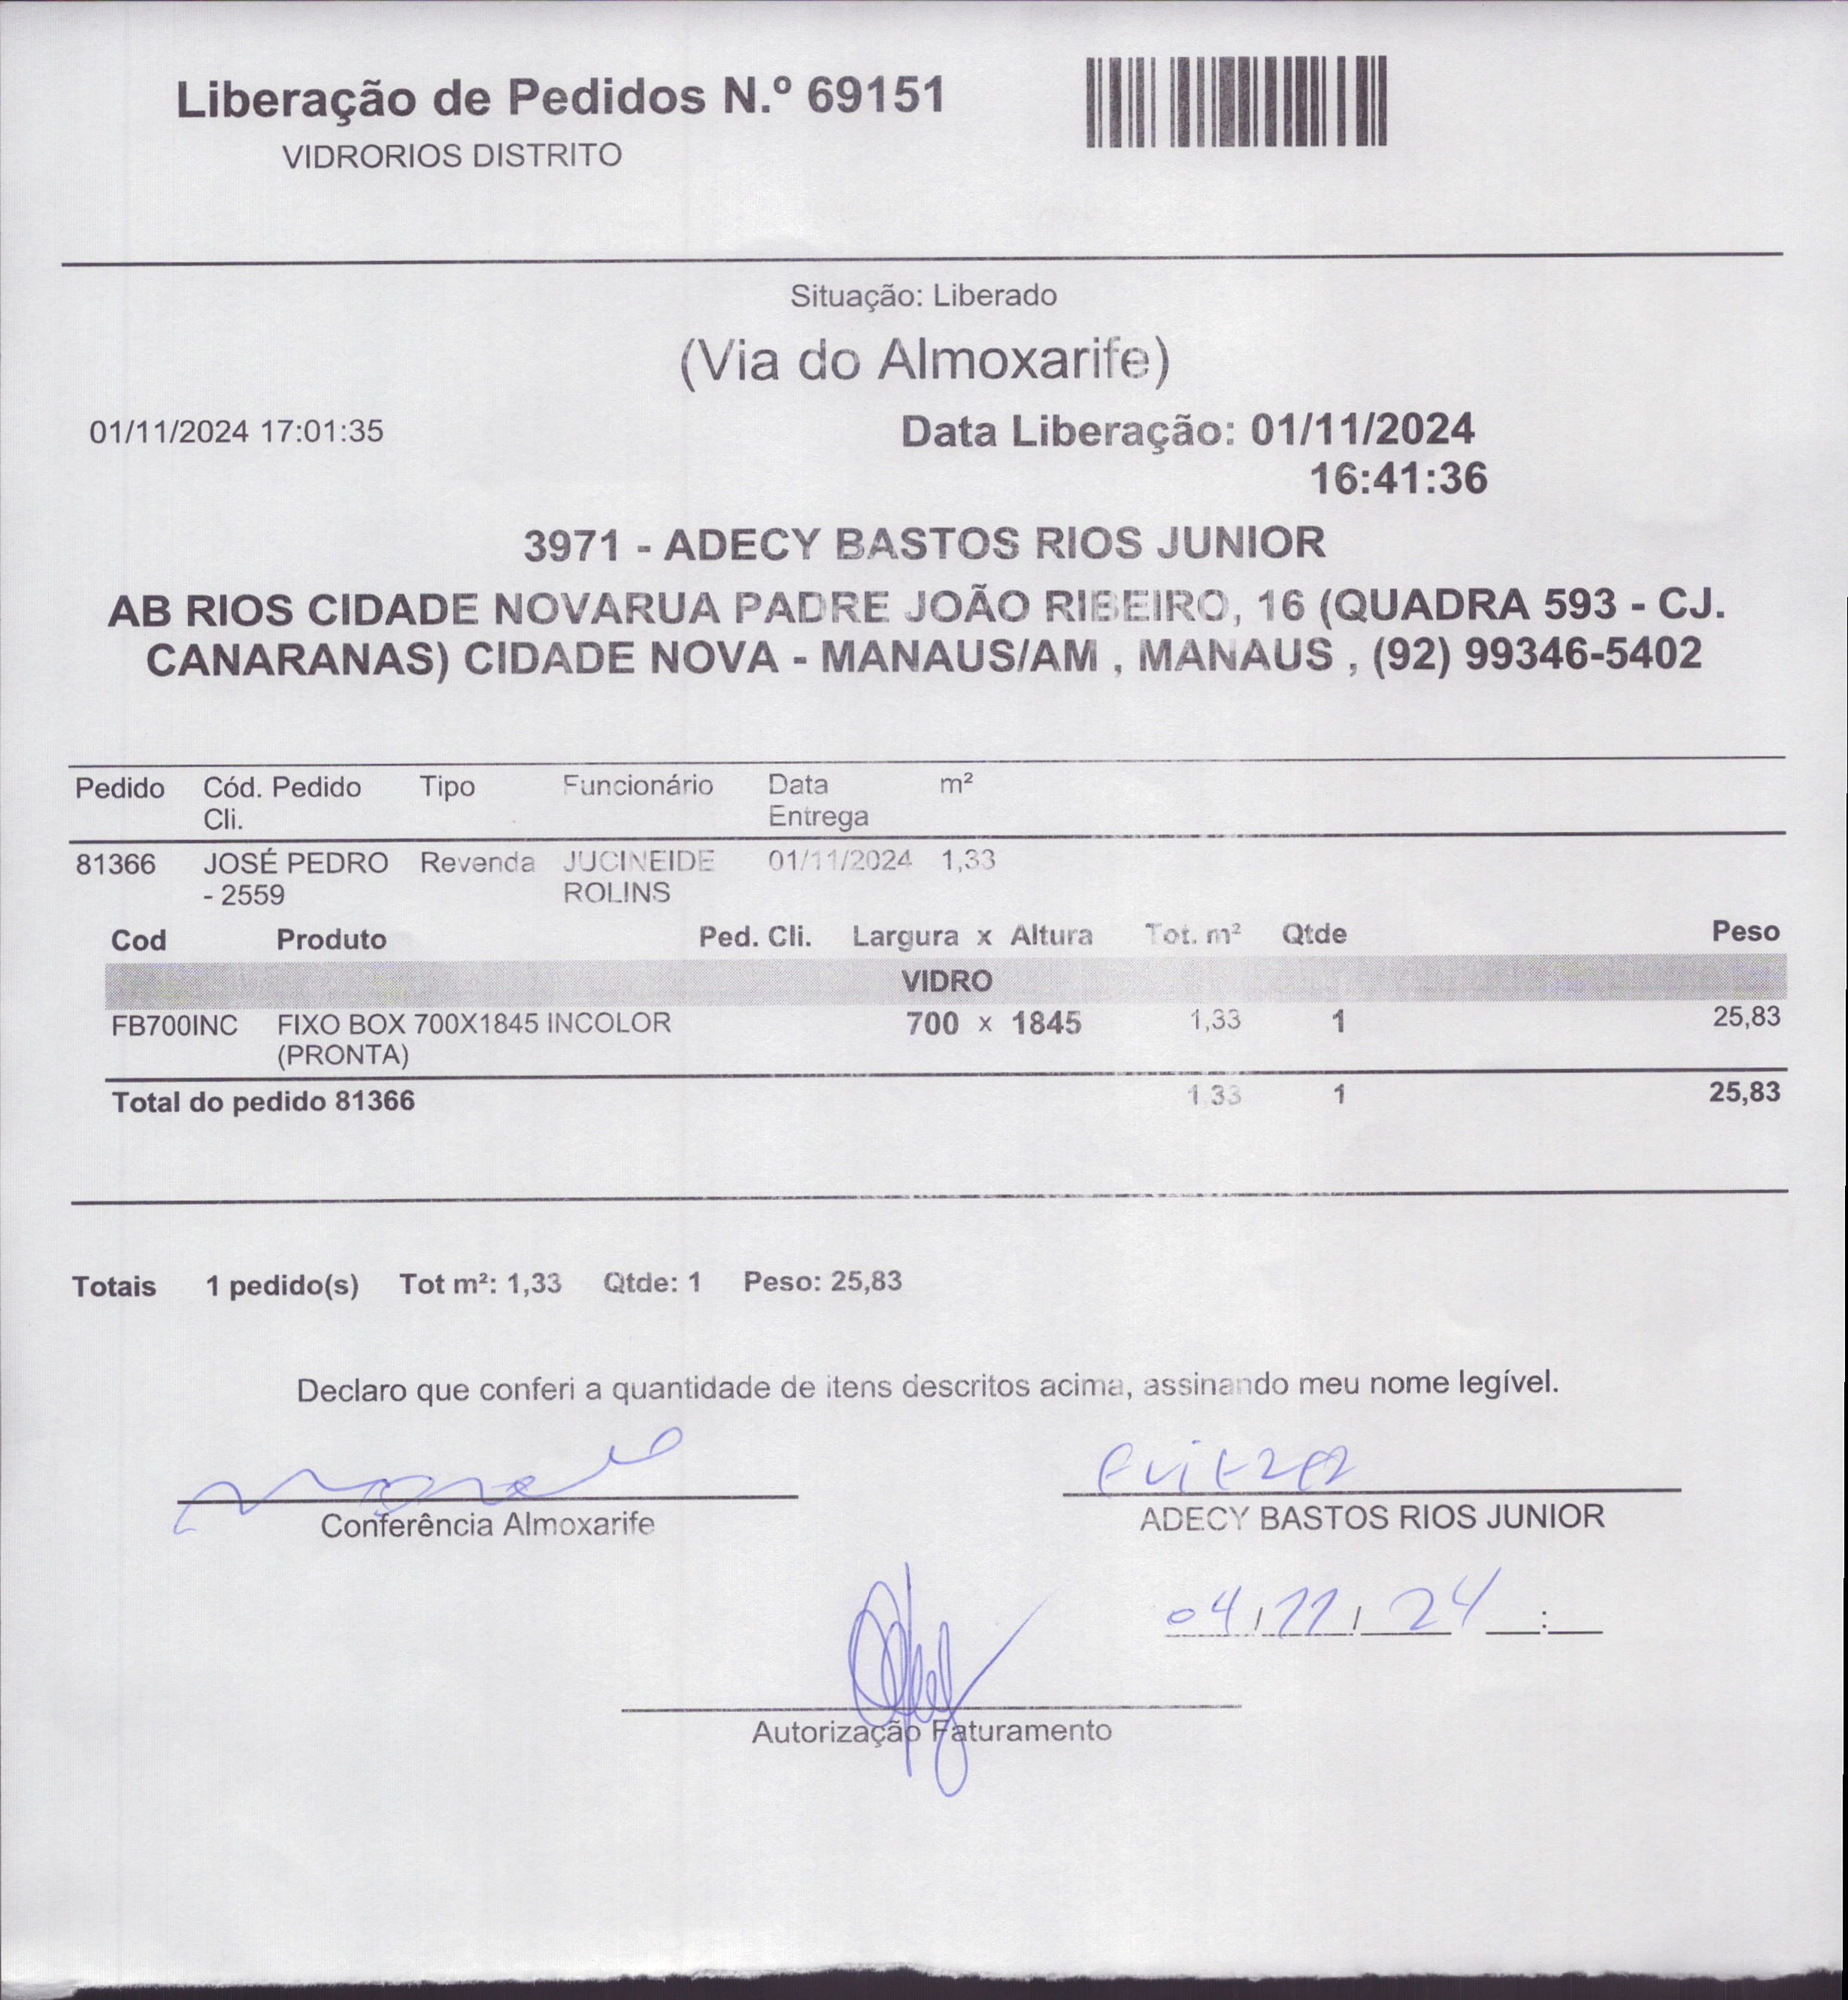 Liberação de Pedidos N.º 69151
VIDRORIOS DISTRITO
Situação: Liberado
(Via do Almoxarife)
01/11/2024 17:01:35
Data Liberação: 01/11/2024
16:41:36
3971 - ADECY BASTOS RIOS JUNIOR
AB RIOS CIDADE NOVARUA PADRE JOÃO RIBEIRO, 16 (QUADRA 593 - CJ.
CANARANAS) CIDADE NOVA - MANAUS/AM , MANAUS , (92) 99346-5402
Pedido Cód. Pedido Tipo Funcionário Data m²
Cli. Entrega
81366 JOSÉ PEDRO Revenda JUCINEIDE 01/11/2024 1,33
- 2559 ROLINS
Cod Produto Ped. Cli. Largura x Altura Tot. m² Qtde Peso
VIDRO
FB700INC FIXO BOX 700X1845 INCOLOR 700 x 1845 1,33 1 25,83
(PRONTA)
Total do pedido 81366 1,33 1 25,83
Totais 1 pedido(s) Tot m²: 1,33 Qtde: 1 Peso: 25,83
Declaro que conferi a quantidade de itens descritos acima, assinando meu nome legível.
Conferência Almoxarife
ADECY BASTOS RIOS JUNIOR
04/11/24 :
Autorização Faturamento